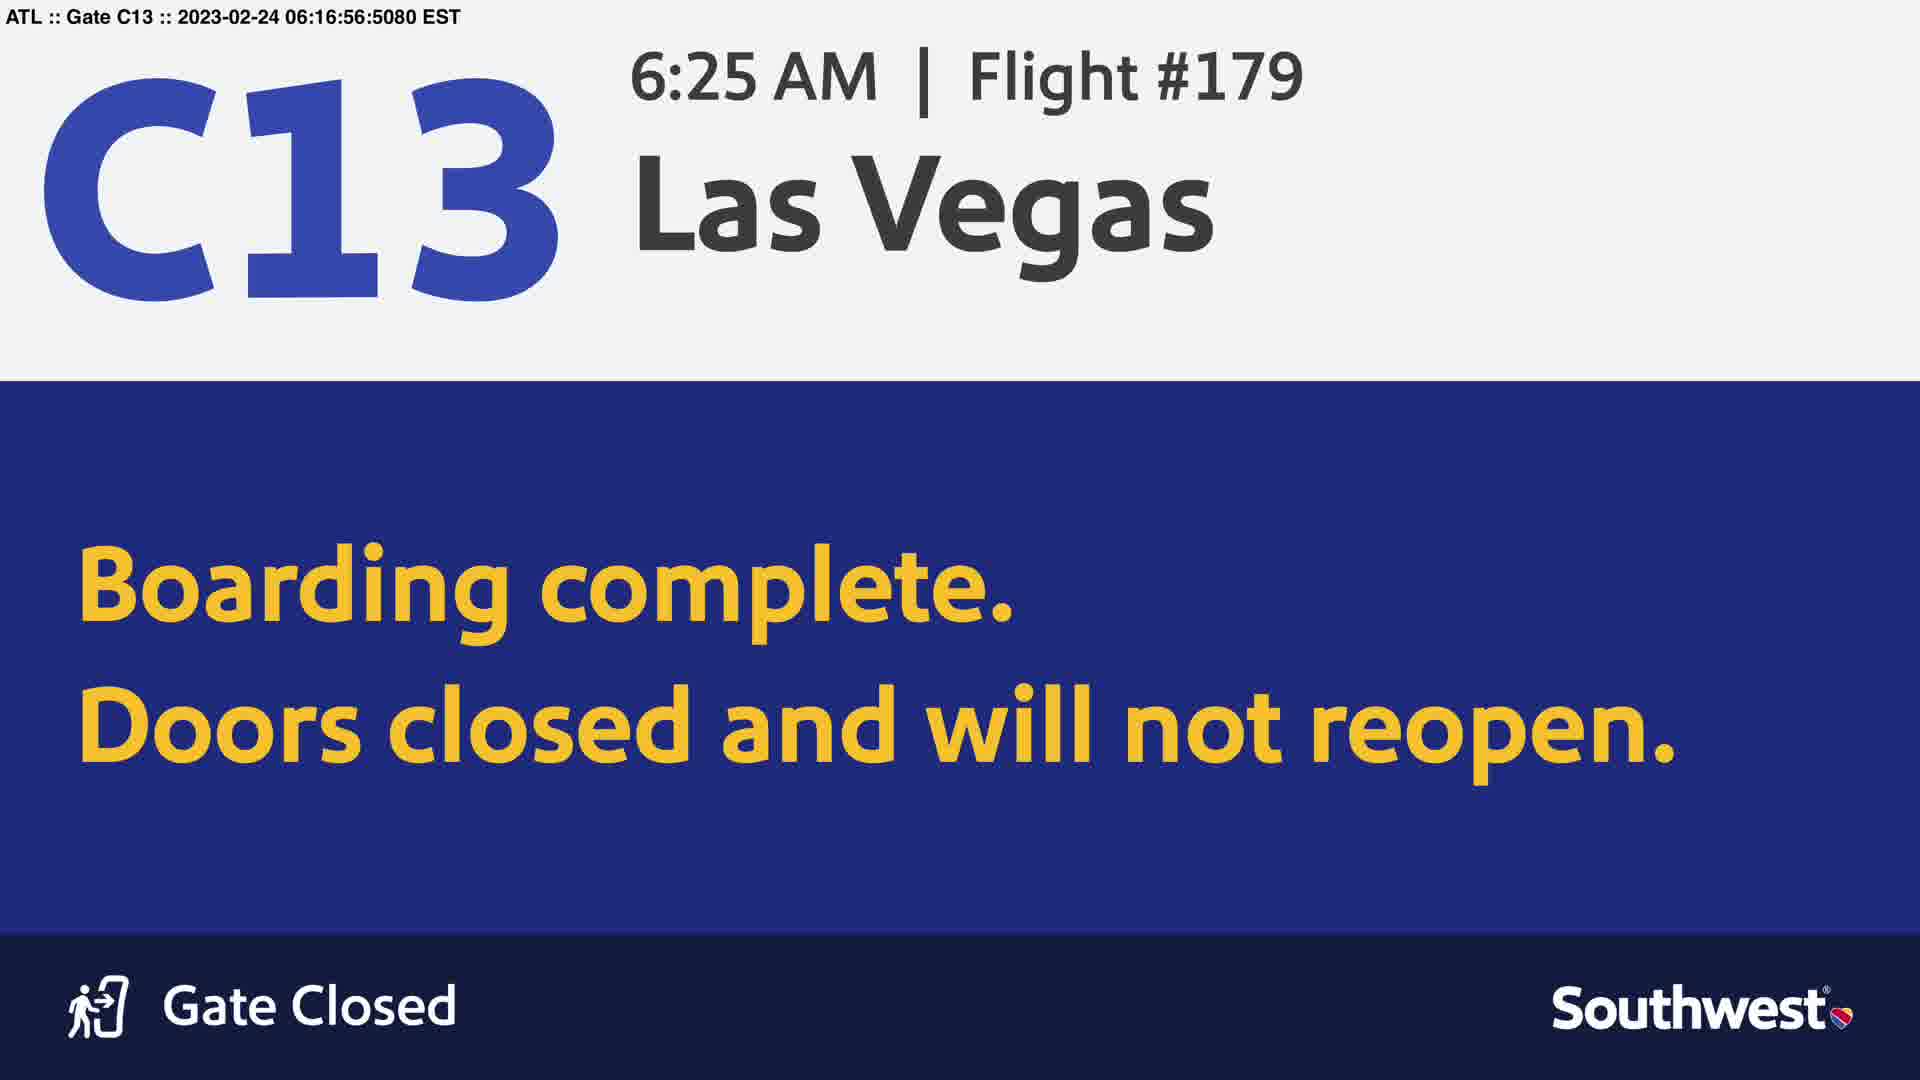 ATL :: Gate C13 :: 2023-02-24 06:16:56:5080 EST
C13
6:25 AM | Flight #179
Las Vegas
Boarding complete.
Doors closed and will not reopen.
Gate Closed
Southwest®